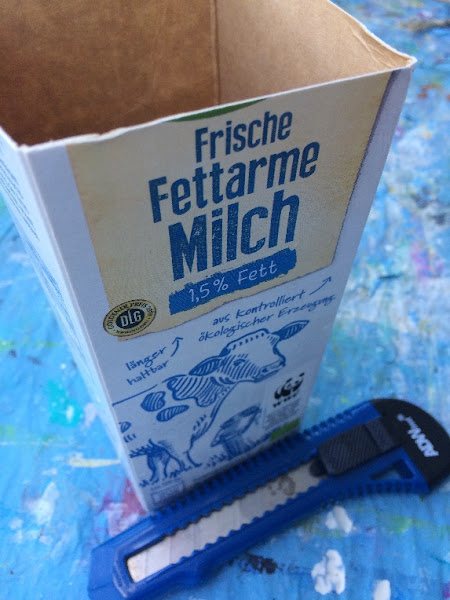 Frische
Fettarme
Milch
1,5% Fett
DLG
länger
haltbar
aus kontrolliert
ökologischer Erzeugung
WWF